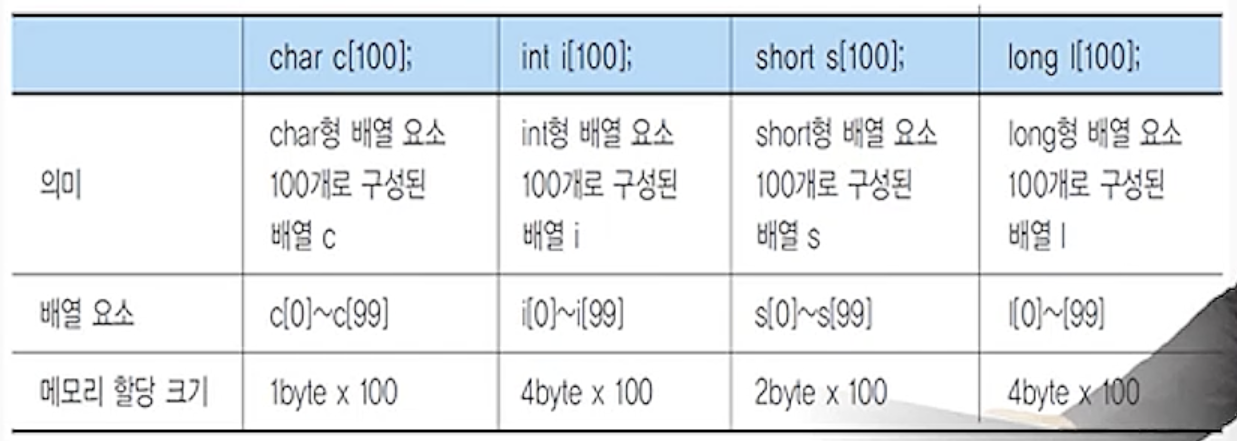 char c[100]; int i[100]; short s[100]; long l[100];
의미
char형 배열 요소
100개로 구성된
배열 c
int형 배열 요소
100개로 구성된
배열 i
short형 배열 요소
100개로 구성된
배열 s
long형 배열 요소
100개로 구성된
배열 l
배열 요소 c[0]~c[99] i[0]~i[99] s[0]~s[99] l[0]~[99]
메모리 할당 크기 1byte x 100 4byte x 100 2byte x 100 4byte x 100